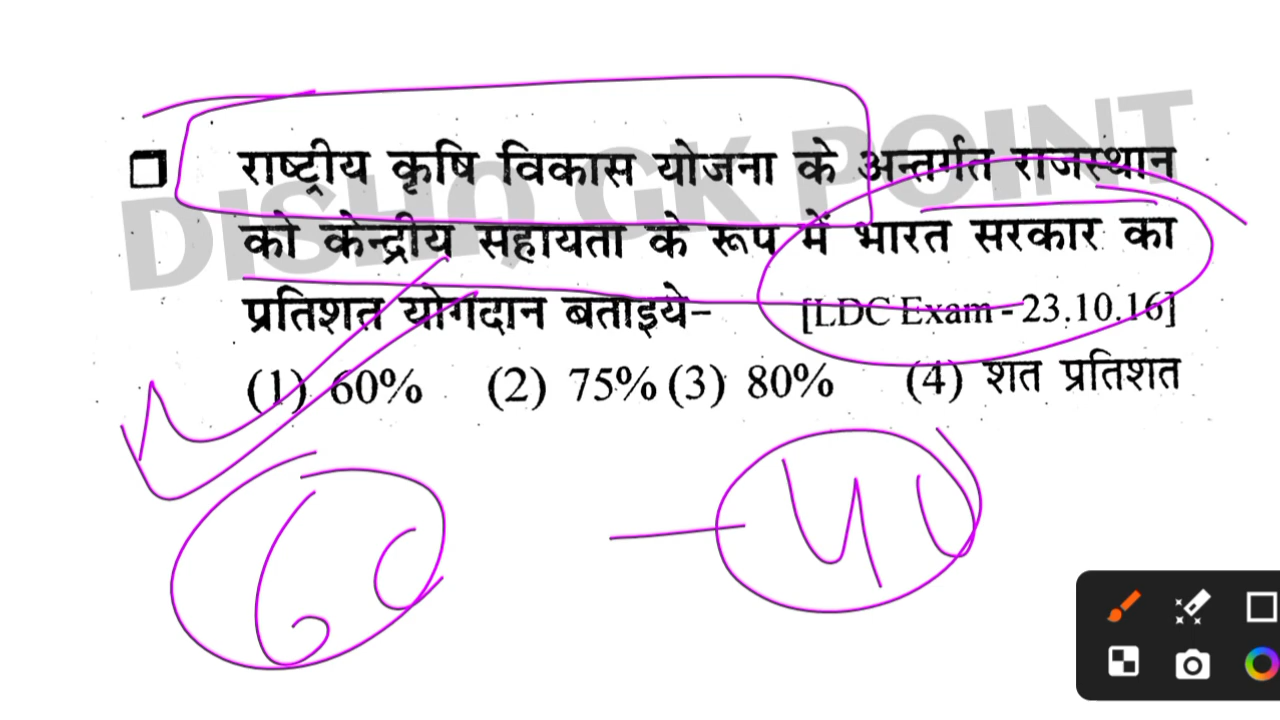 राष्ट्रीय कृषि विकास योजना के अन्तर्गत राजस्थान
को केन्द्रीय सहायता के रूप में भारत सरकार का
प्रतिशत योगदान बताइये- [LDC Exam - 23.10.16]
(1) 60% (2) 75% (3) 80% (4) शत प्रतिशत
60 - 40
DISHA GK POINT